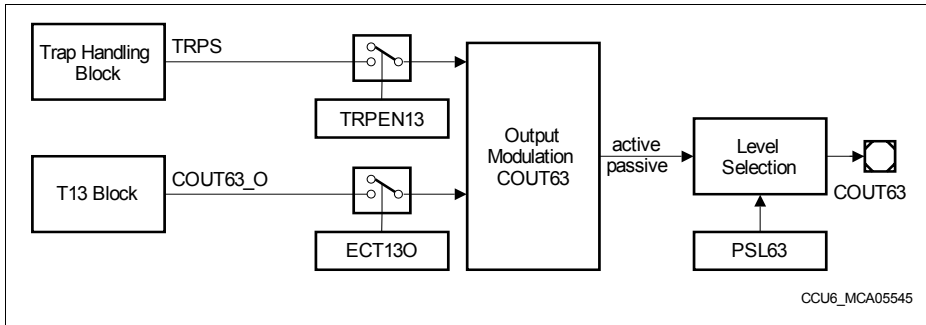 Trap Handling
Block
TRPS
TRPEN13
T13 Block
COUT63_O
ECT13O
Output
Modulation
COUT63
active
passive
Level
Selection
PSL63
COUT63
CCU6_MCA05545